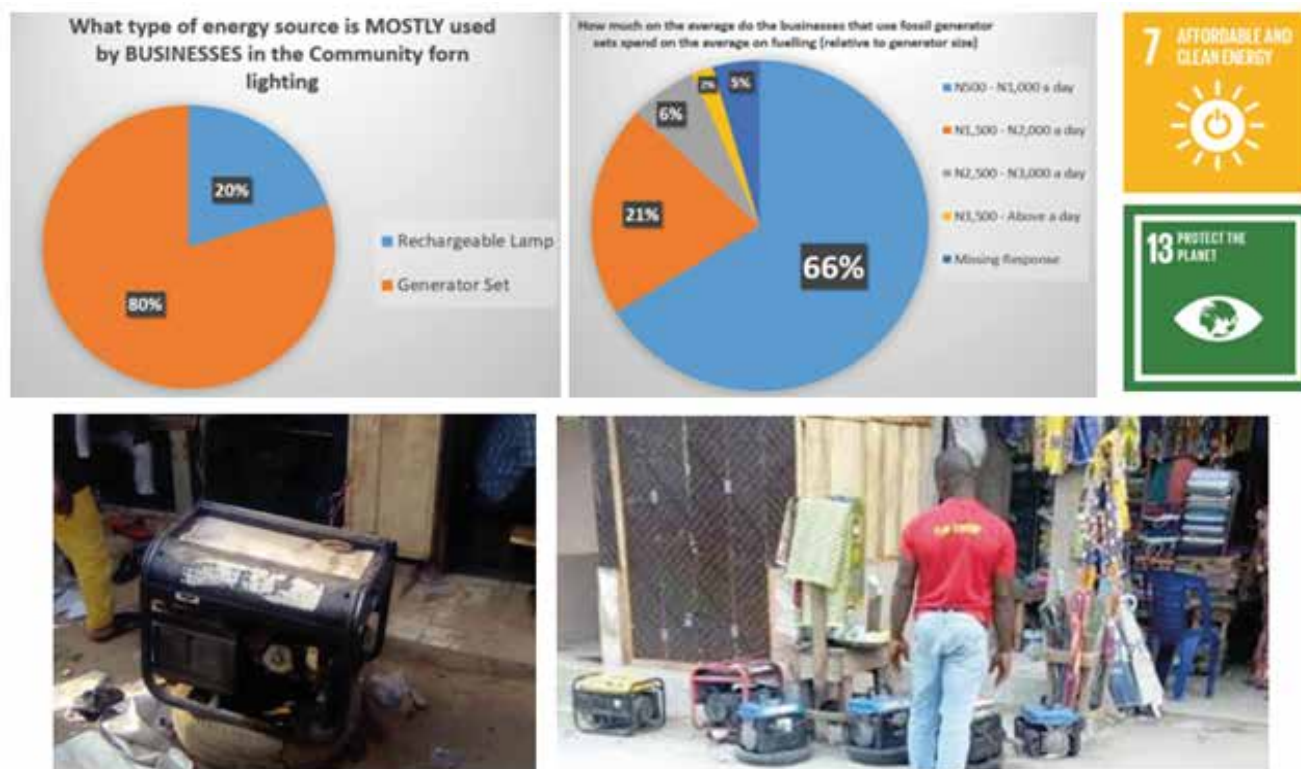 What type of energy source is MOSTLY used
by BUSINESSES in the Community forn
lighting
20%
80%
Rechargeable Lamp
Generator Set
How much on the average do the businesses that use fossil generator
sets spend on the average on fuelling (relative to generator size)
5%
2%
6%
21%
66%
N500 - N1,000 a day
N1,500 - N2,000 a day
N2,500 - N3,000 a day
N3,500 - Above a day
Missing Response
7 AFFORDABLE AND
CLEAN ENERGY
13 PROTECT THE
PLANET